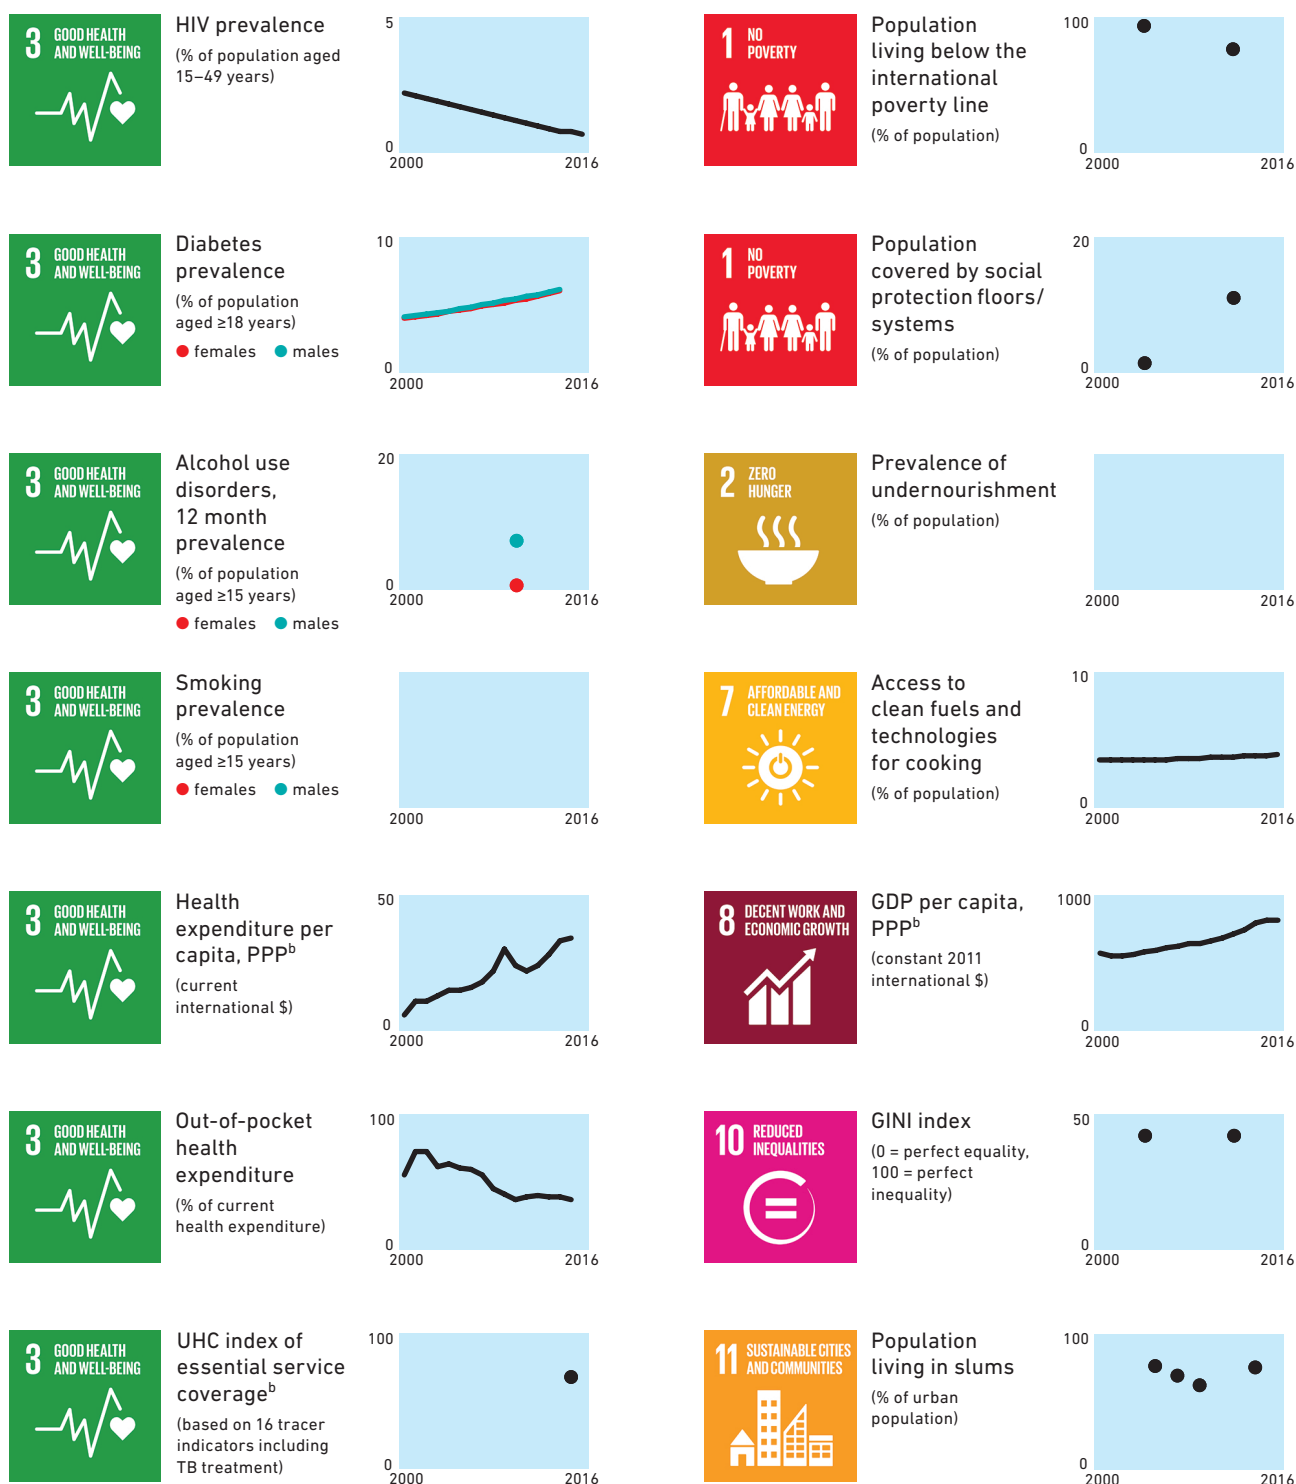 3 GOOD HEALTH
AND WELL-BEING
HIV prevalence
(% of population aged
15–49 years)
5
0
2000
2016
1 NO
POVERTY
Population
living below the
international
poverty line
(% of population)
100
0
2000
2016
3 GOOD HEALTH
AND WELL-BEING
Diabetes
prevalence
(% of population
aged ≥18 years)
females males
10
0
2000
2016
1 NO
POVERTY
Population
covered by social
protection floors/
systems
(% of population)
20
0
2000
2016
3 GOOD HEALTH
AND WELL-BEING
Alcohol use
disorders,
12 month
prevalence
(% of population
aged ≥15 years)
females males
20
0
2000
2016
2 ZERO
HUNGER
Prevalence of
undernourishment
(% of population)
2000
2016
3 GOOD HEALTH
AND WELL-BEING
Smoking
prevalence
(% of population
aged ≥15 years)
females males
2000
2016
7 AFFORDABLE AND
CLEAN ENERGY
Access to
clean fuels and
technologies
for cooking
(% of population)
10
0
2000
2016
3 GOOD HEALTH
AND WELL-BEING
Health
expenditure per
capita, PPPᵇ
(current
international $)
50
0
2000
2016
8 DECENT WORK AND
ECONOMIC GROWTH
GDP per capita,
PPPᵇ
(constant 2011
international $)
1000
0
2000
2016
3 GOOD HEALTH
AND WELL-BEING
Out-of-pocket
health
expenditure
(% of current
health expenditure)
100
0
2000
2016
10 REDUCED
INEQUALITIES
GINI index
(0 = perfect equality,
100 = perfect
inequality)
50
0
2000
2016
3 GOOD HEALTH
AND WELL-BEING
UHC index of
essential service
coverageᵇ
(based on 16 tracer
indicators including
TB treatment)
100
0
2000
2016
11 SUSTAINABLE CITIES
AND COMMUNITIES
Population
living in slums
(% of urban
population)
100
0
2000
2016